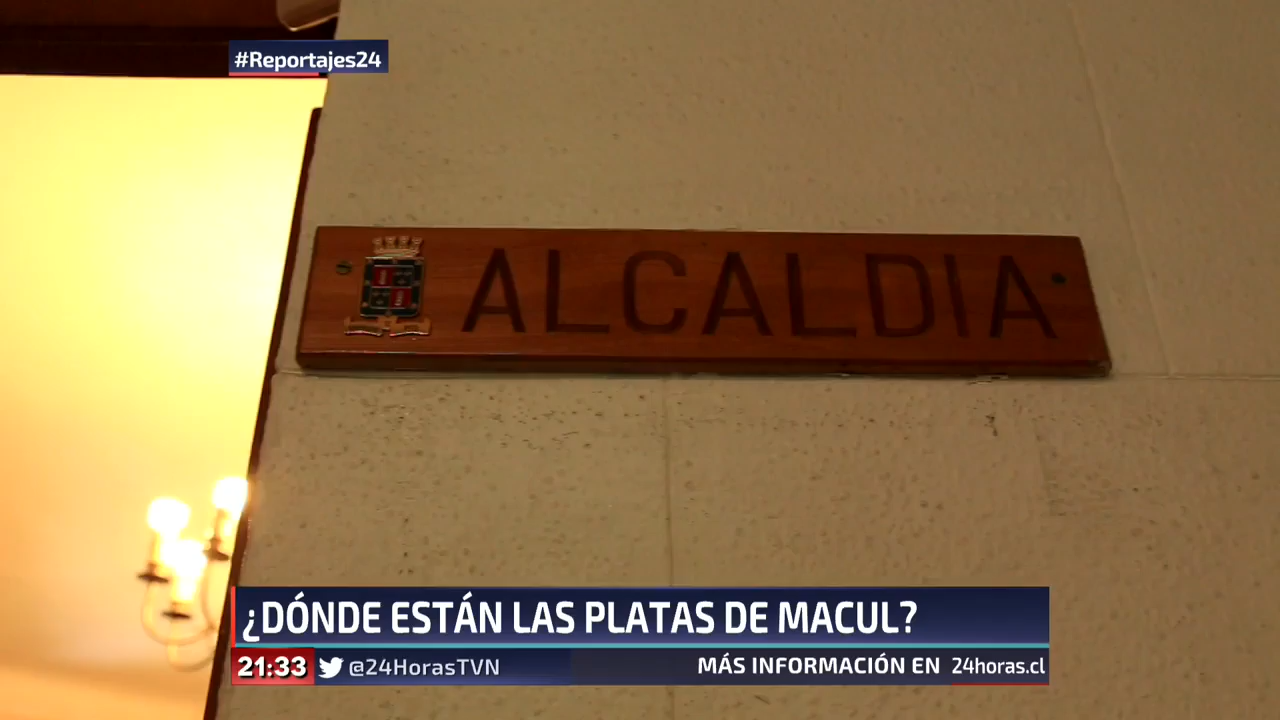 #Reportajes24
ALCALDIA
¿DÓNDE ESTÁN LAS PLATAS DE MACUL?
21:33 @24HorasTVN MÁS INFORMACIÓN EN 24horas.cl